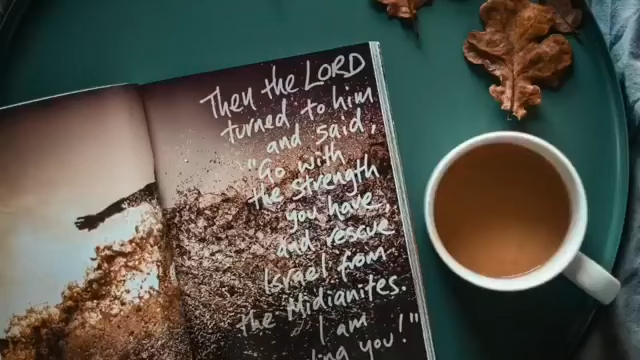 Then the LORD
turned to him
and said,
"Go with
the strength
you have,
and rescue
Israel from
the Midianites.
I am
you!"